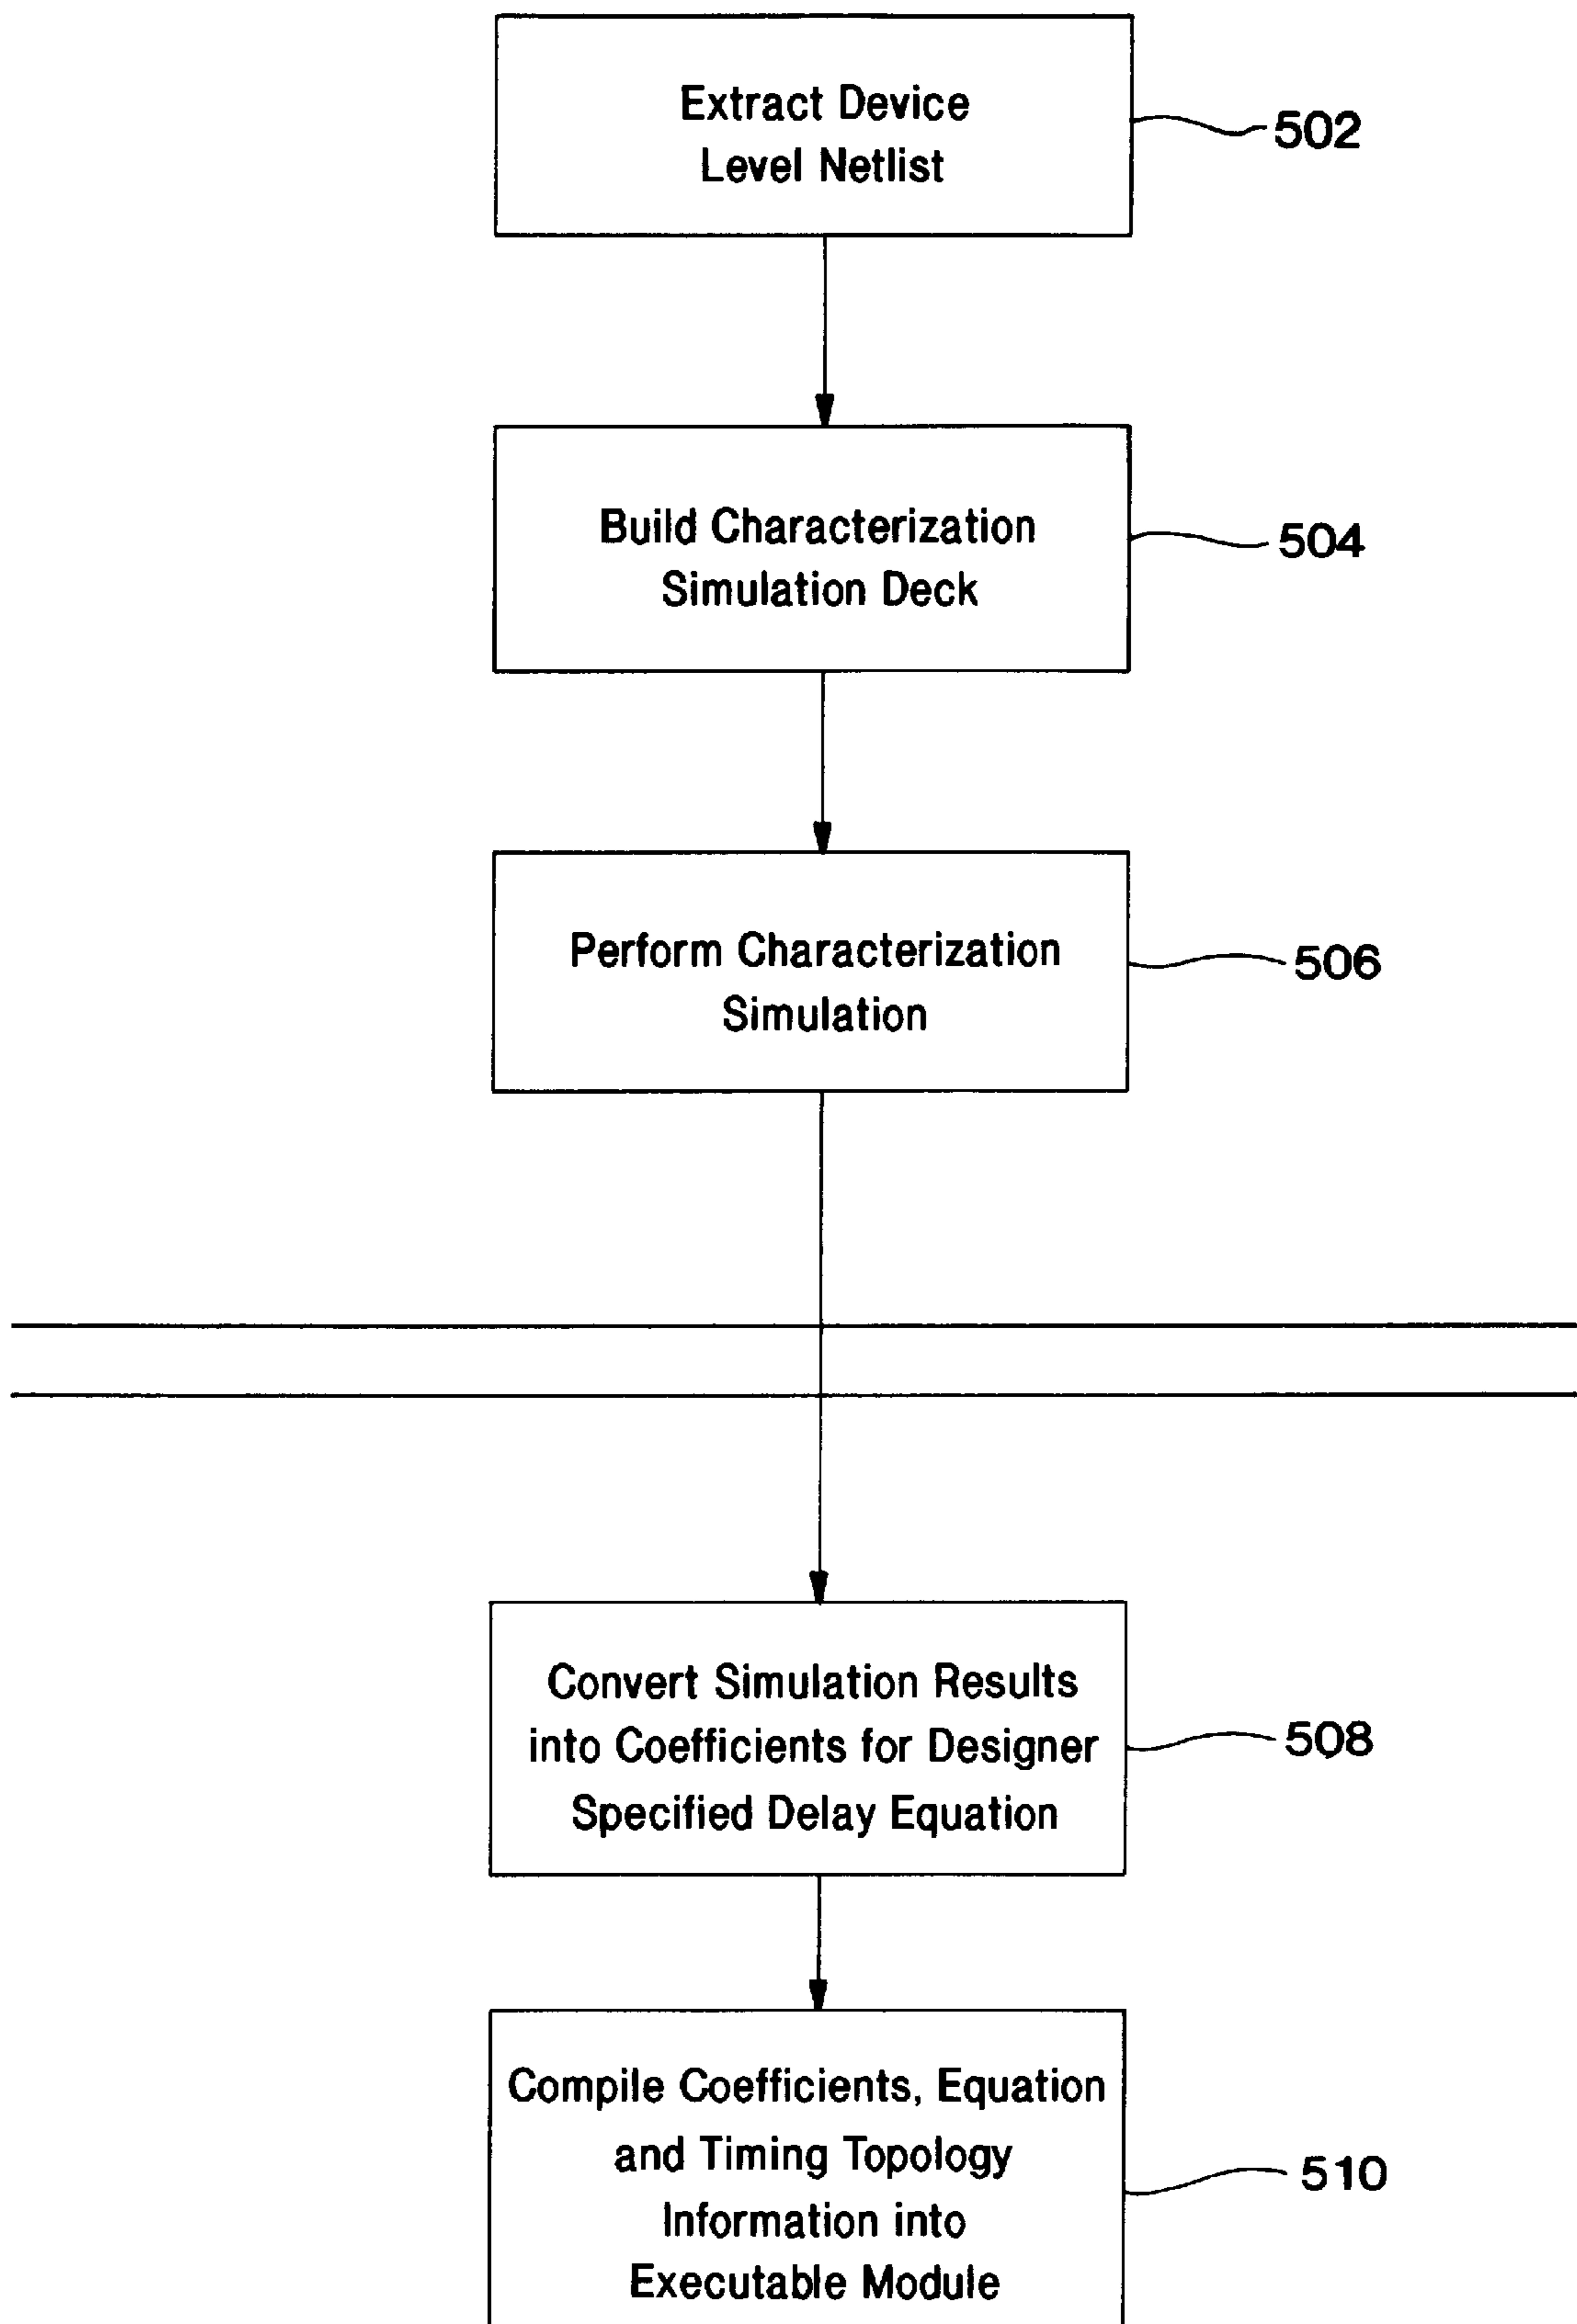 Extract Device
Level Netlist
502
Build Characterization
Simulation Deck
504
Perform Characterization
Simulation
506
Convert Simulation Results
into Coefficients for Designer
Specified Delay Equation
508
Compile Coefficients, Equation
and Timing Topology
Information into
Executable Module
510